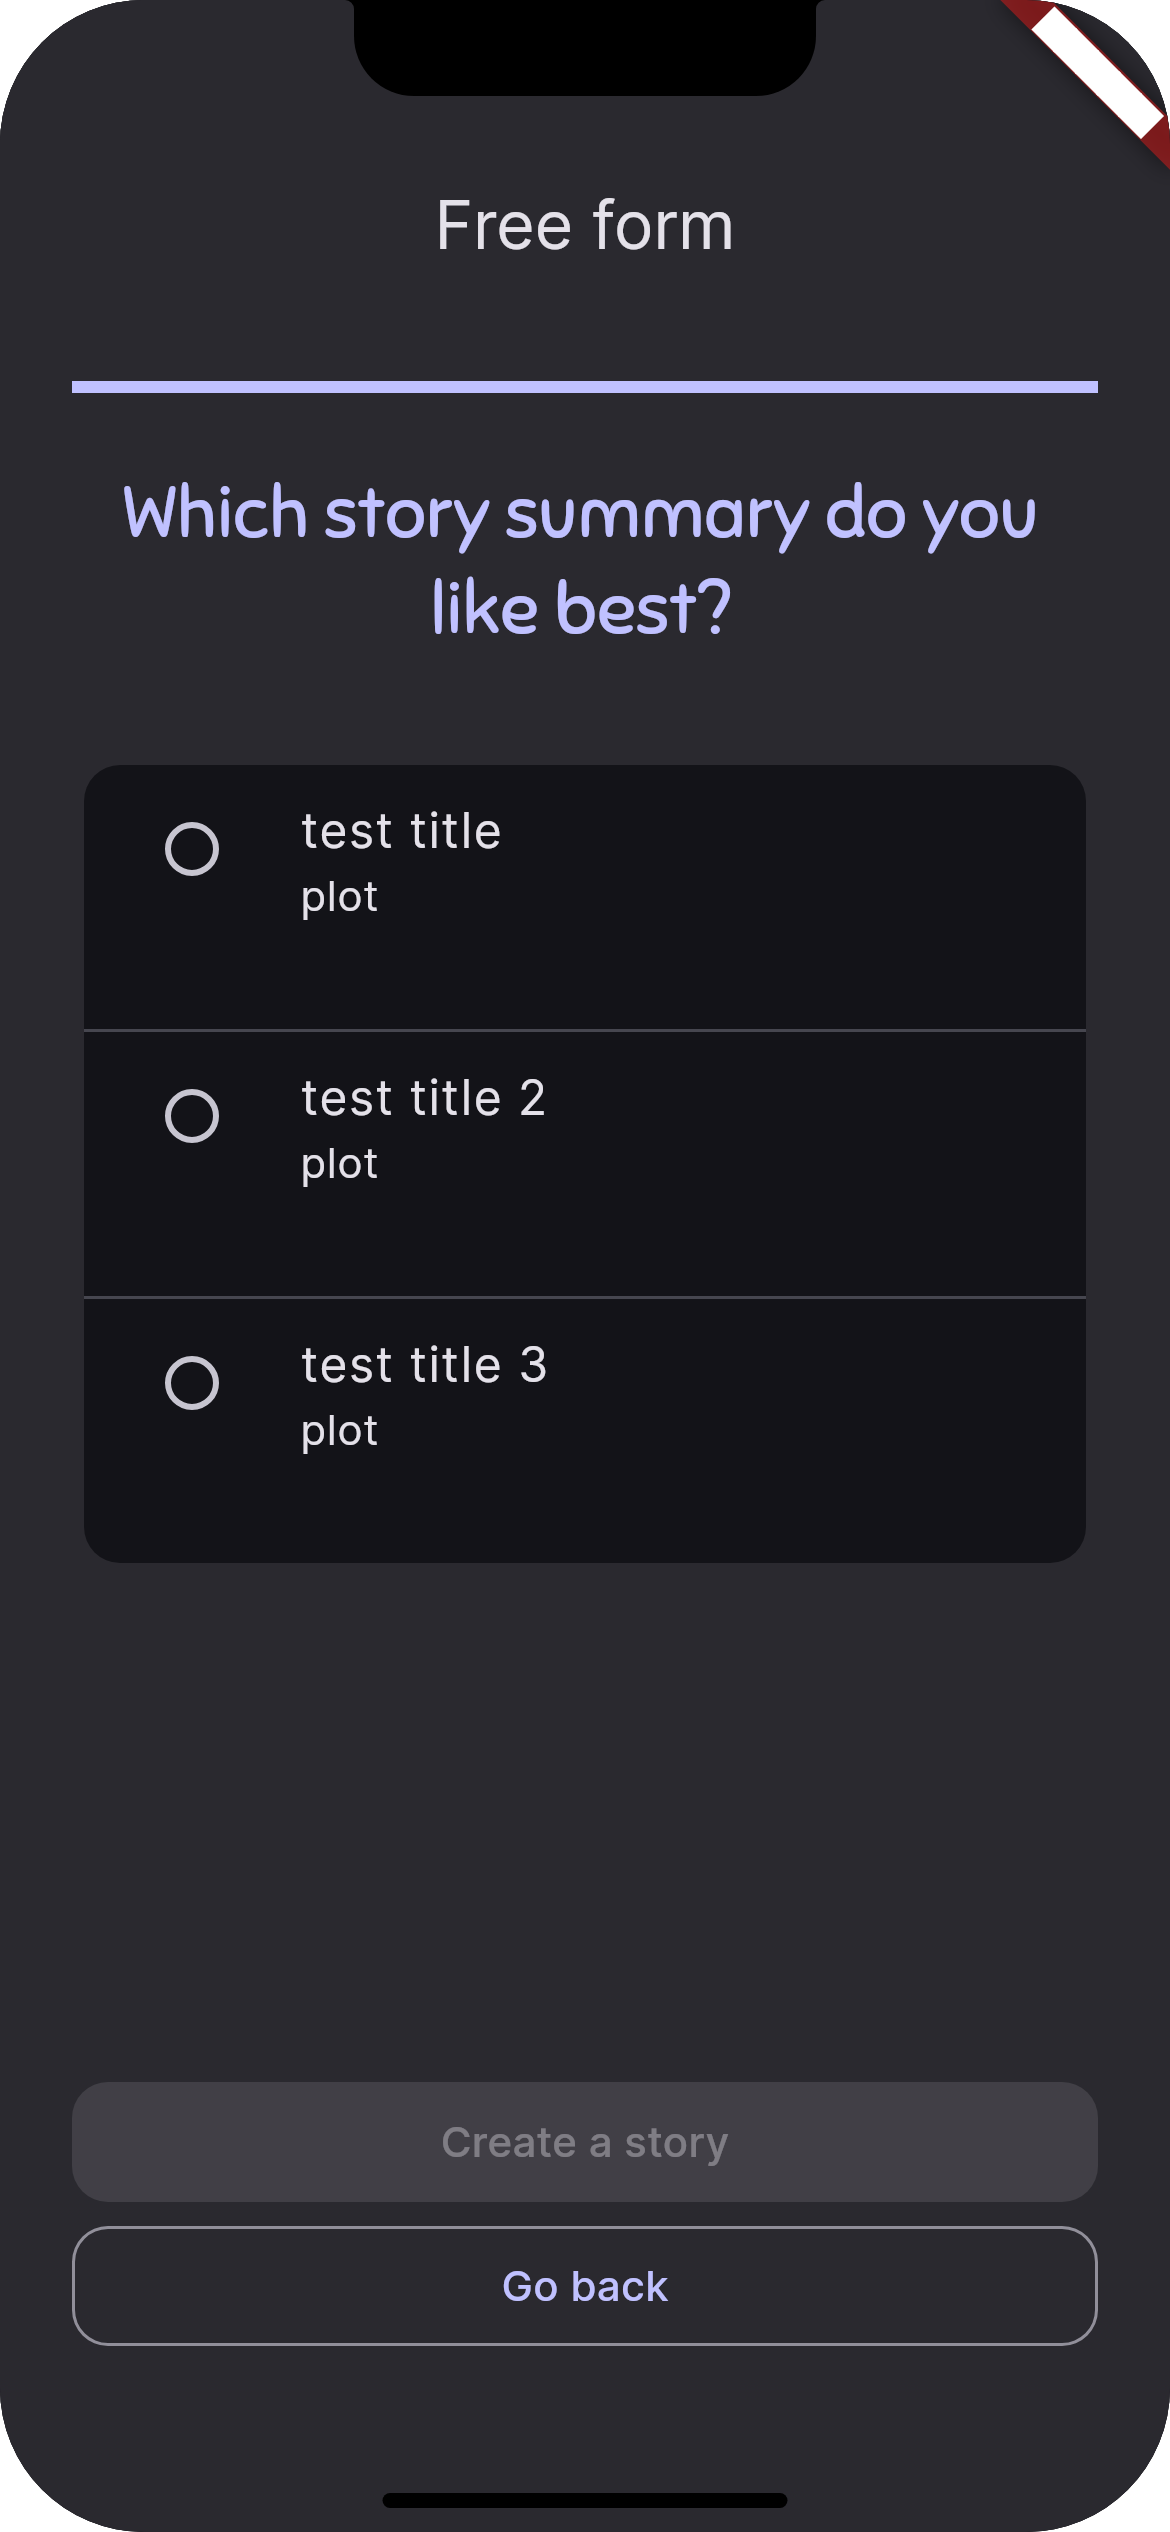 Free form
Which story summary do you
like best?
test title
plot
test title 2
plot
test title 3
plot
Create a story
Go back